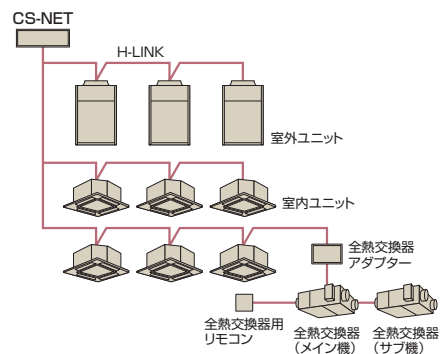 CS-NET
H-LINK
室外ユニット
室内ユニット
全熱交換器
アダプター
全熱交換器用
リモコン
全熱交換器
(メイン機)
全熱交換器
(サブ機)